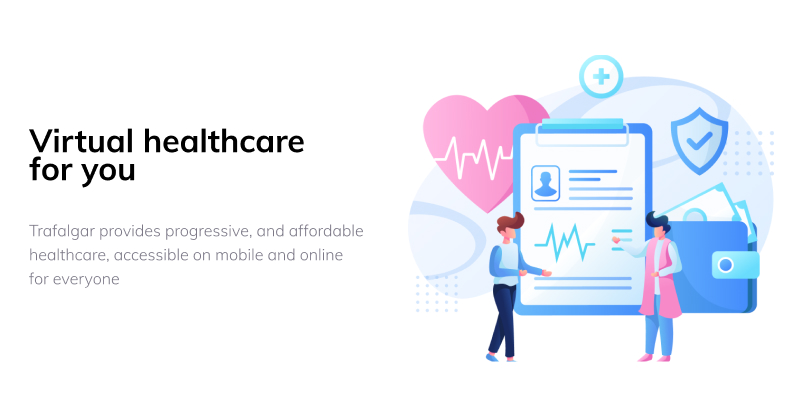 Virtual healthcare
for you
Trafalgar provides progressive, and affordable
healthcare, accessible on mobile and online
for everyone